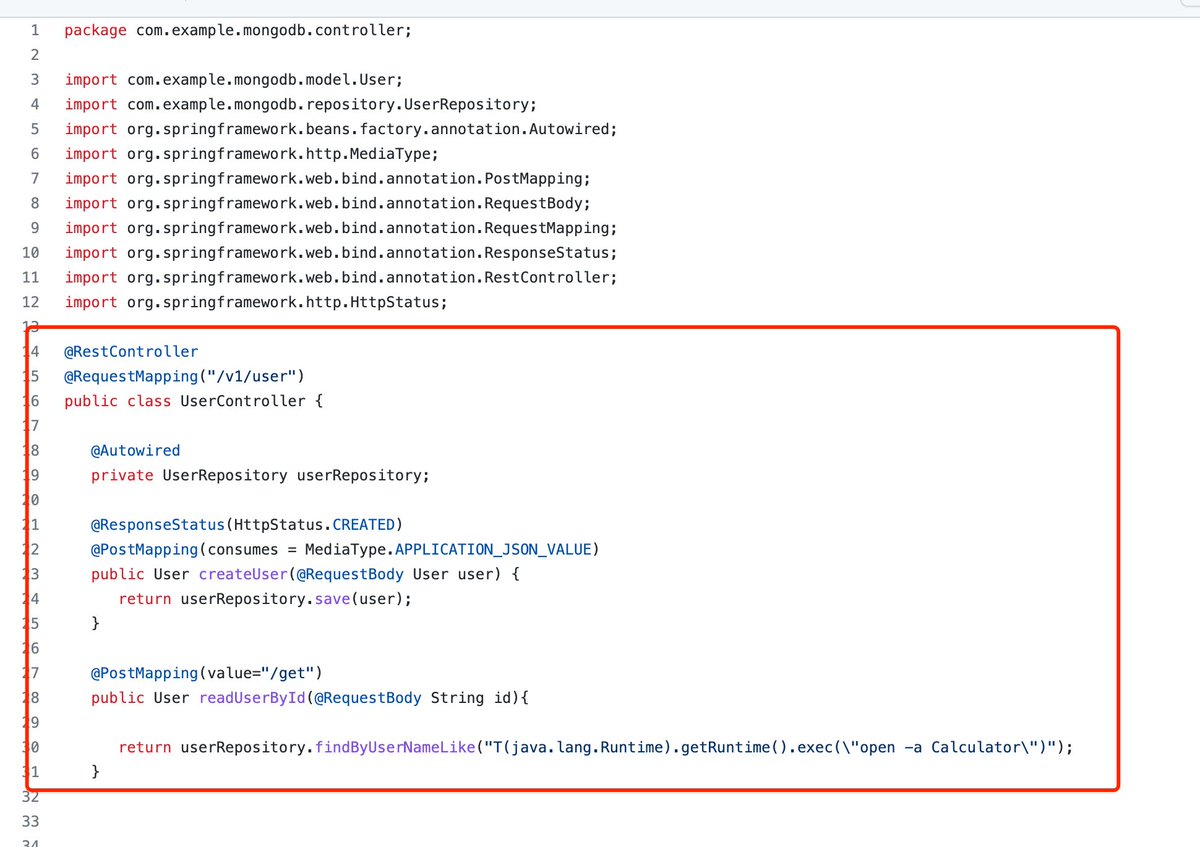 1 package com.example.mongodb.controller;
2
3 import com.example.mongodb.model.User;
4 import com.example.mongodb.repository.UserRepository;
5 import org.springframework.beans.factory.annotation.Autowired;
6 import org.springframework.http.MediaType;
7 import org.springframework.web.bind.annotation.PostMapping;
8 import org.springframework.web.bind.annotation.RequestBody;
9 import org.springframework.web.bind.annotation.RequestMapping;
10 import org.springframework.web.bind.annotation.ResponseStatus;
11 import org.springframework.web.bind.annotation.RestController;
12 import org.springframework.http.HttpStatus;
13
14 @RestController
15 @RequestMapping("/v1/user")
16 public class UserController {
17
18 @Autowired
19 private UserRepository userRepository;
20
21 @ResponseStatus(HttpStatus.CREATED)
22 @PostMapping(consumes = MediaType.APPLICATION_JSON_VALUE)
23 public User createUser(@RequestBody User user) {
24 return userRepository.save(user);
25 }
26
27 @PostMapping(value="/get")
28 public User readUserById(@RequestBody String id){
29
30 return userRepository.findByUserNameLike("T(java.lang.Runtime).getRuntime().exec(\"open -a Calculator\")");
31 }
32
33
34